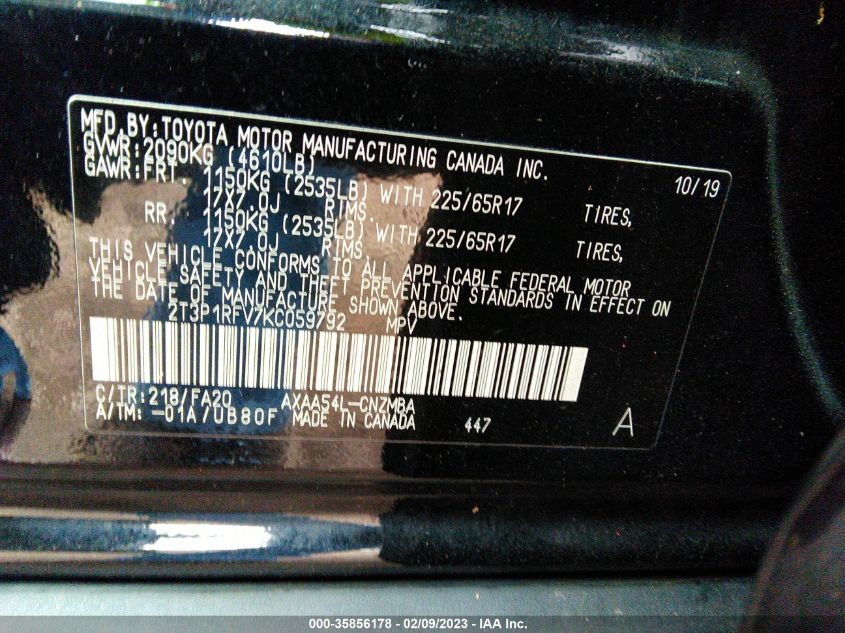 MFD.BY:TOYOTA MOTOR MANUFACTURING CANADA INC. 10/19
GVWR:2090KG (4610LB)
GAWR:FRT. 1150KG (2535LB) WITH 225/65R17 TIRES,
17X7.0J RIMS.
RR. 1150KG (2535LB) WITH 225/65R17 TIRES,
17X7.0J RIMS
THIS VEHICLE CONFORMS TO ALL APPLICABLE FEDERAL MOTOR
VEHICLE SAFETY AND THEFT PREVENTION STANDARDS IN EFFECT ON
THE DATE OF MANUFACTURE SHOWN ABOVE.
2T3P1RFV7KC059792 MPV
C/TR:218/FA20 AXAA54L-CNZMBA
A/TM:-01A/UB80F MADE IN CANADA 447 A
000-35856178 - 02/09/2023 - IAA Inc.